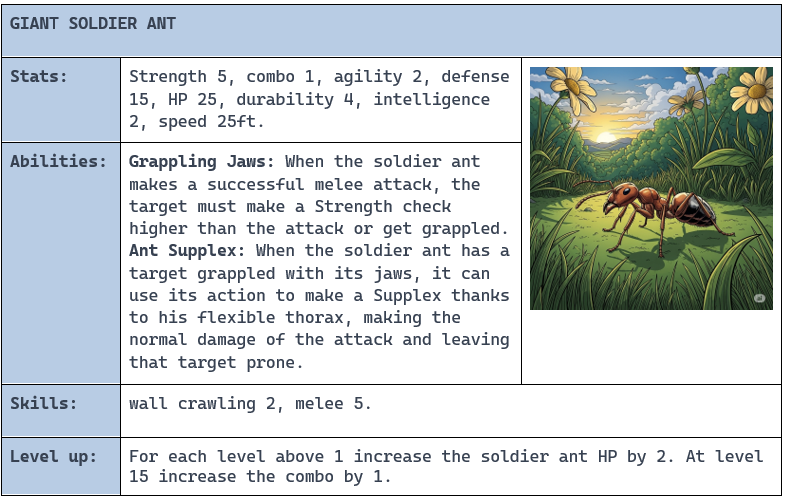 GIANT SOLDIER ANT
Stats:
Strength 5, combo 1, agility 2, defense
15, HP 25, durability 4, intelligence
2, speed 25ft.
Abilities:
Grappling Jaws: When the soldier ant
makes a successful melee attack, the
target must make a Strength check
higher than the attack or get grappled.
Ant Supplex: When the soldier ant has a
target grappled with its jaws, it can
use its action to make a Supplex thanks
to his flexible thorax, making the
normal damage of the attack and leaving
that target prone.
Skills:
wall crawling 2, melee 5.
Level up:
For each level above 1 increase the soldier ant HP by 2. At level
15 increase the combo by 1.